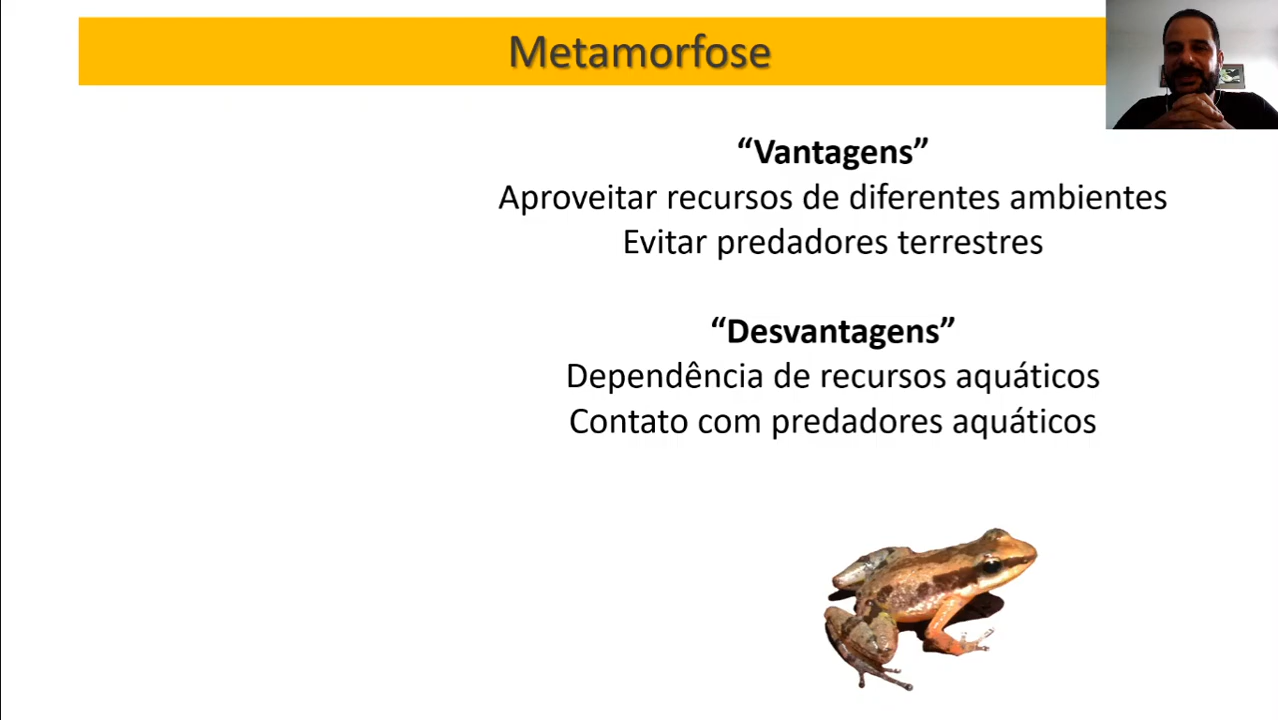 Metamorfose
“Vantagens”
Aproveitar recursos de diferentes ambientes
Evitar predadores terrestres
“Desvantagens”
Dependência de recursos aquáticos
Contato com predadores aquáticos